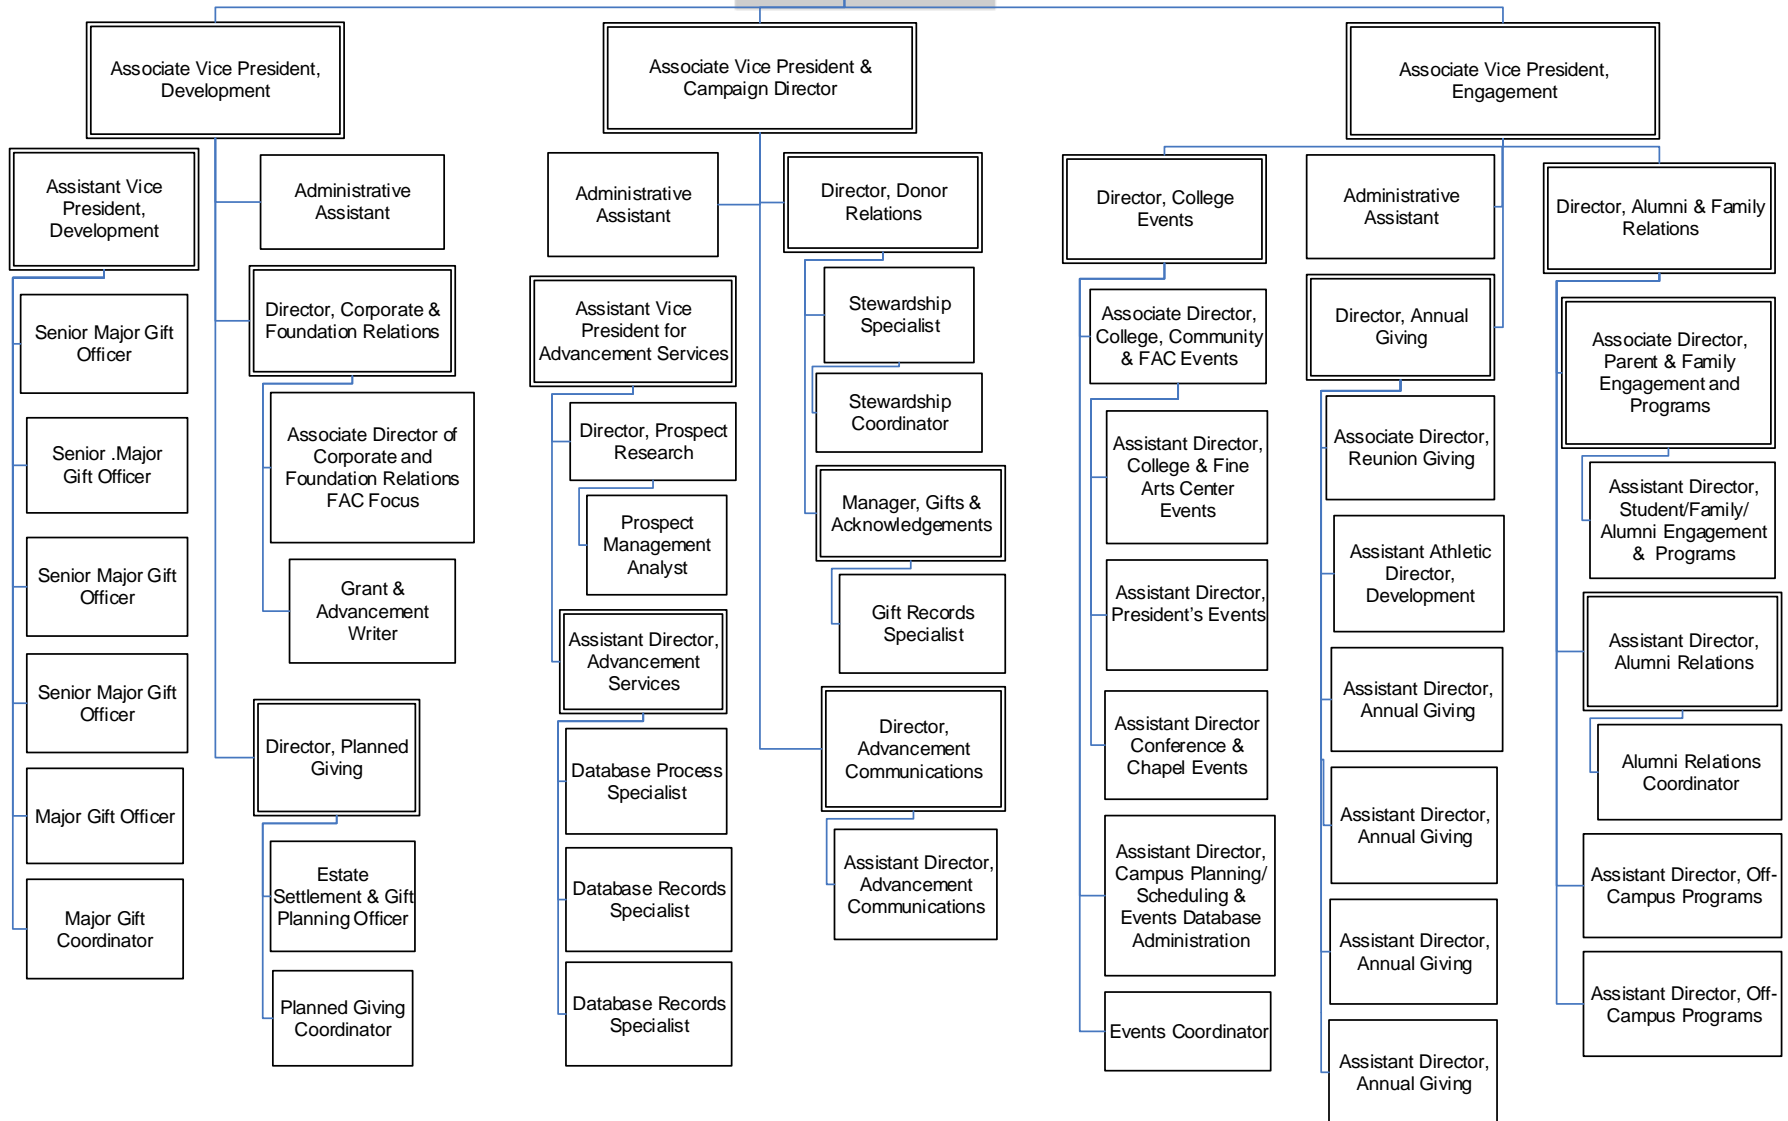 Associate Vice President,
Development
Associate Vice President &
Campaign Director
Associate Vice President,
Engagement
Assistant Vice
President,
Development
Administrative
Assistant
Senior Major Gift
Officer
Senior .Major
Gift Officer
Senior Major Gift
Officer
Senior Major Gift
Officer
Major Gift Officer
Major Gift
Coordinator
Director, Corporate &
Foundation Relations
Associate Director of
Corporate and
Foundation Relations
FAC Focus
Grant &
Advancement
Writer
Director, Planned
Giving
Estate
Settlement & Gift
Planning Officer
Planned Giving
Coordinator
Administrative
Assistant
Assistant Vice
President for
Advancement Services
Director, Prospect
Research
Prospect
Management
Analyst
Assistant Director,
Advancement
Services
Database Process
Specialist
Database Records
Specialist
Database Records
Specialist
Director, Donor
Relations
Stewardship
Specialist
Stewardship
Coordinator
Manager, Gifts &
Acknowledgements
Gift Records
Specialist
Director,
Advancement
Communications
Assistant Director,
Advancement
Communications
Director, College
Events
Associate Director,
College, Community
& FAC Events
Assistant Director,
College & Fine
Arts Center
Events
Assistant Director,
President’s Events
Assistant Director
Conference &
Chapel Events
Assistant Director,
Campus Planning/
Scheduling &
Events Database
Administration
Events Coordinator
Administrative
Assistant
Director, Annual
Giving
Associate Director,
Reunion Giving
Assistant Athletic
Director,
Development
Assistant Director,
Annual Giving
Assistant Director,
Annual Giving
Assistant Director,
Annual Giving
Assistant Director,
Annual Giving
Director, Alumni & Family
Relations
Associate Director,
Parent & Family
Engagement and
Programs
Assistant Director,
Student/Family/
Alumni Engagement
& Programs
Assistant Director,
Alumni Relations
Alumni Relations
Coordinator
Assistant Director, Off-
Campus Programs
Assistant Director, Off-
Campus Programs